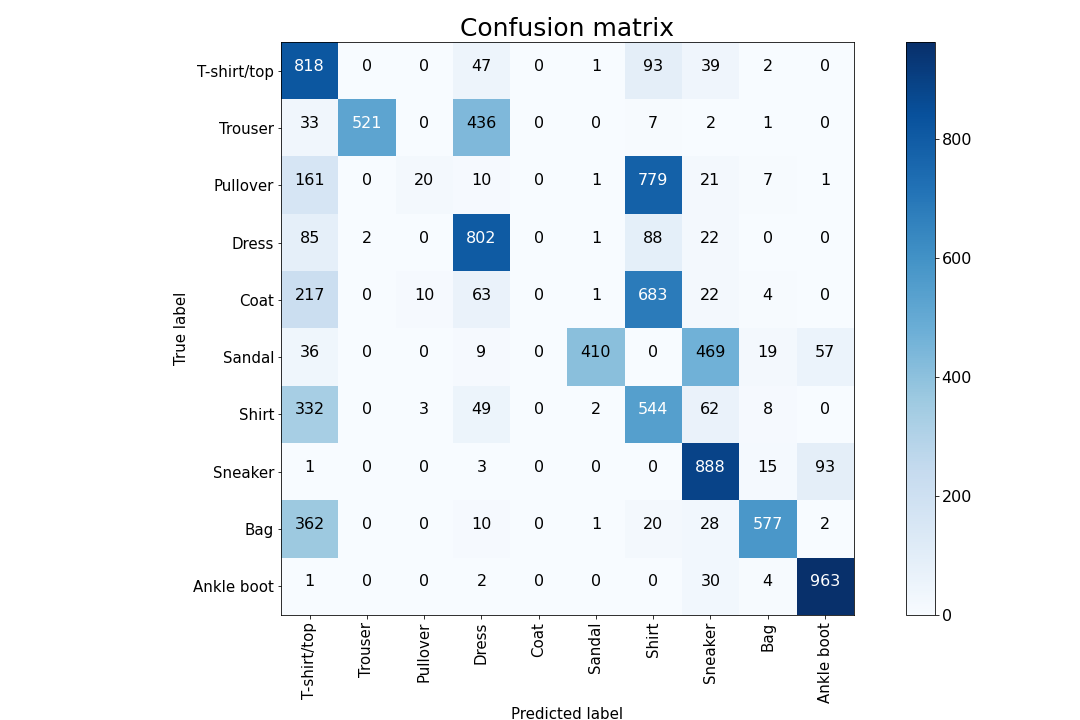 Confusion matrix
T-shirt/top 818 0 0 47 0 1 93 39 2 0
Trouser 33 521 0 436 0 0 7 2 1 0
Pullover 161 0 20 10 0 1 779 21 7 1
Dress 85 2 0 802 0 1 88 22 0 0
Coat 217 0 10 63 0 1 683 22 4 0
Sandal 36 0 0 9 0 410 0 469 19 57
Shirt 332 0 3 49 0 2 544 62 8 0
Sneaker 1 0 0 3 0 0 0 888 15 93
Bag 362 0 0 10 0 1 20 28 577 2
Ankle boot 1 0 0 2 0 0 0 30 4 963
True label
T-shirt/top
Trouser
Pullover
Dress
Coat
Sandal
Shirt
Sneaker
Bag
Ankle boot
Predicted label
800
600
400
200
0